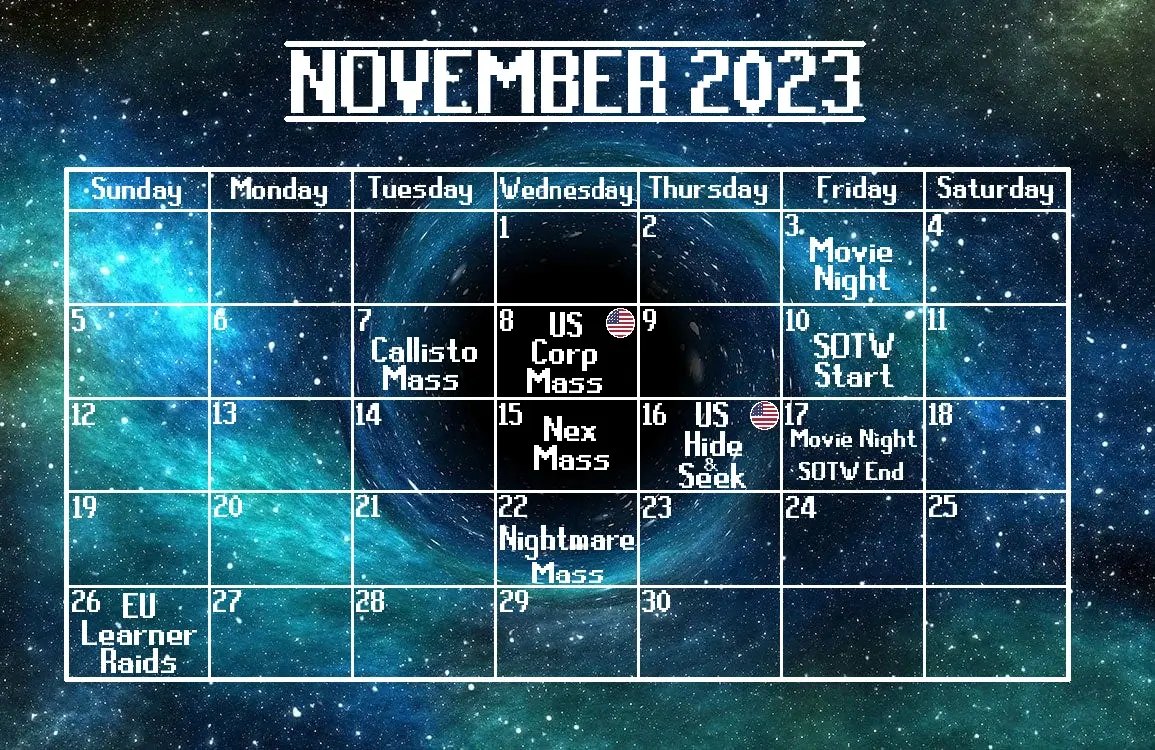 NOVEMBER 2023
Sunday Monday Tuesday Wednesday Thursday Friday Saturday
1
2
3
Movie
Night
4
5
6
7
Callisto
Mass
8
US
Corp
Mass
9
10
SOTW
Start
11
12
13
14
15
Nex
Mass
16
US
Hide
&
Seek
17
Movie Night
SOTW End
18
19
20
21
22
Nightmare
Mass
23
24
25
26
EU
Learner
Raids
27
28
29
30